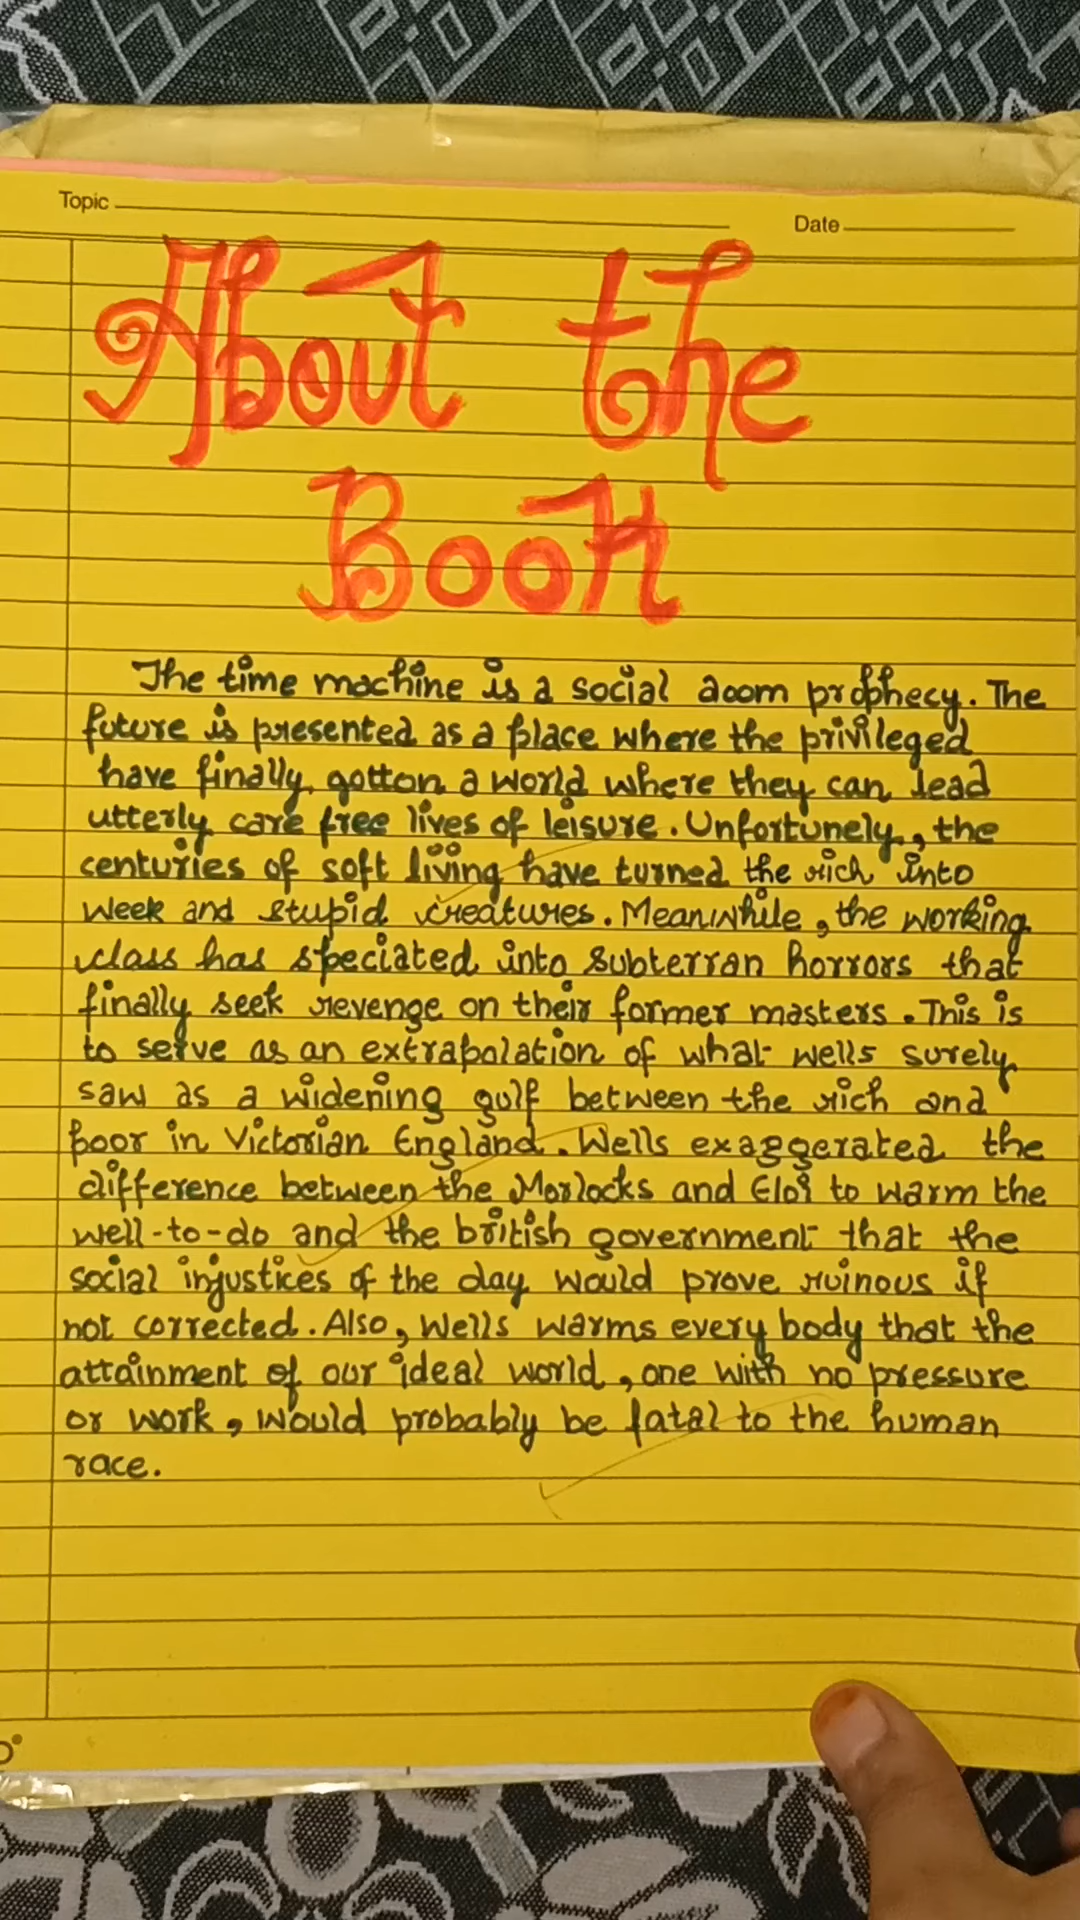 Topic
Date
About the
Book
The time machine is a social doom prophecy. The
future is presented as a place where the privileged
have finally, gotton a world where they can lead
utterly care free lives of leisure. Unfortunely, the
centuries of soft living have turned the rich into
week and stupid creatures. Meanwhile, the working
class has speciated into subterran horrors that
finally seek revenge on their former masters. This is
to serve as an extrapolation of what wells surely
saw as a widening gulf between the rich and
poor in Victorian England. Wells exaggerated the
difference between the Morlocks and Eloi to warm the
well-to-do and the british government that the
social injustices of the day would prove ruinous if
not corrected. Also, Wells warms every body that the
attainment of our ideal world, one with no pressure
or work, would probably be fatal to the human
race.